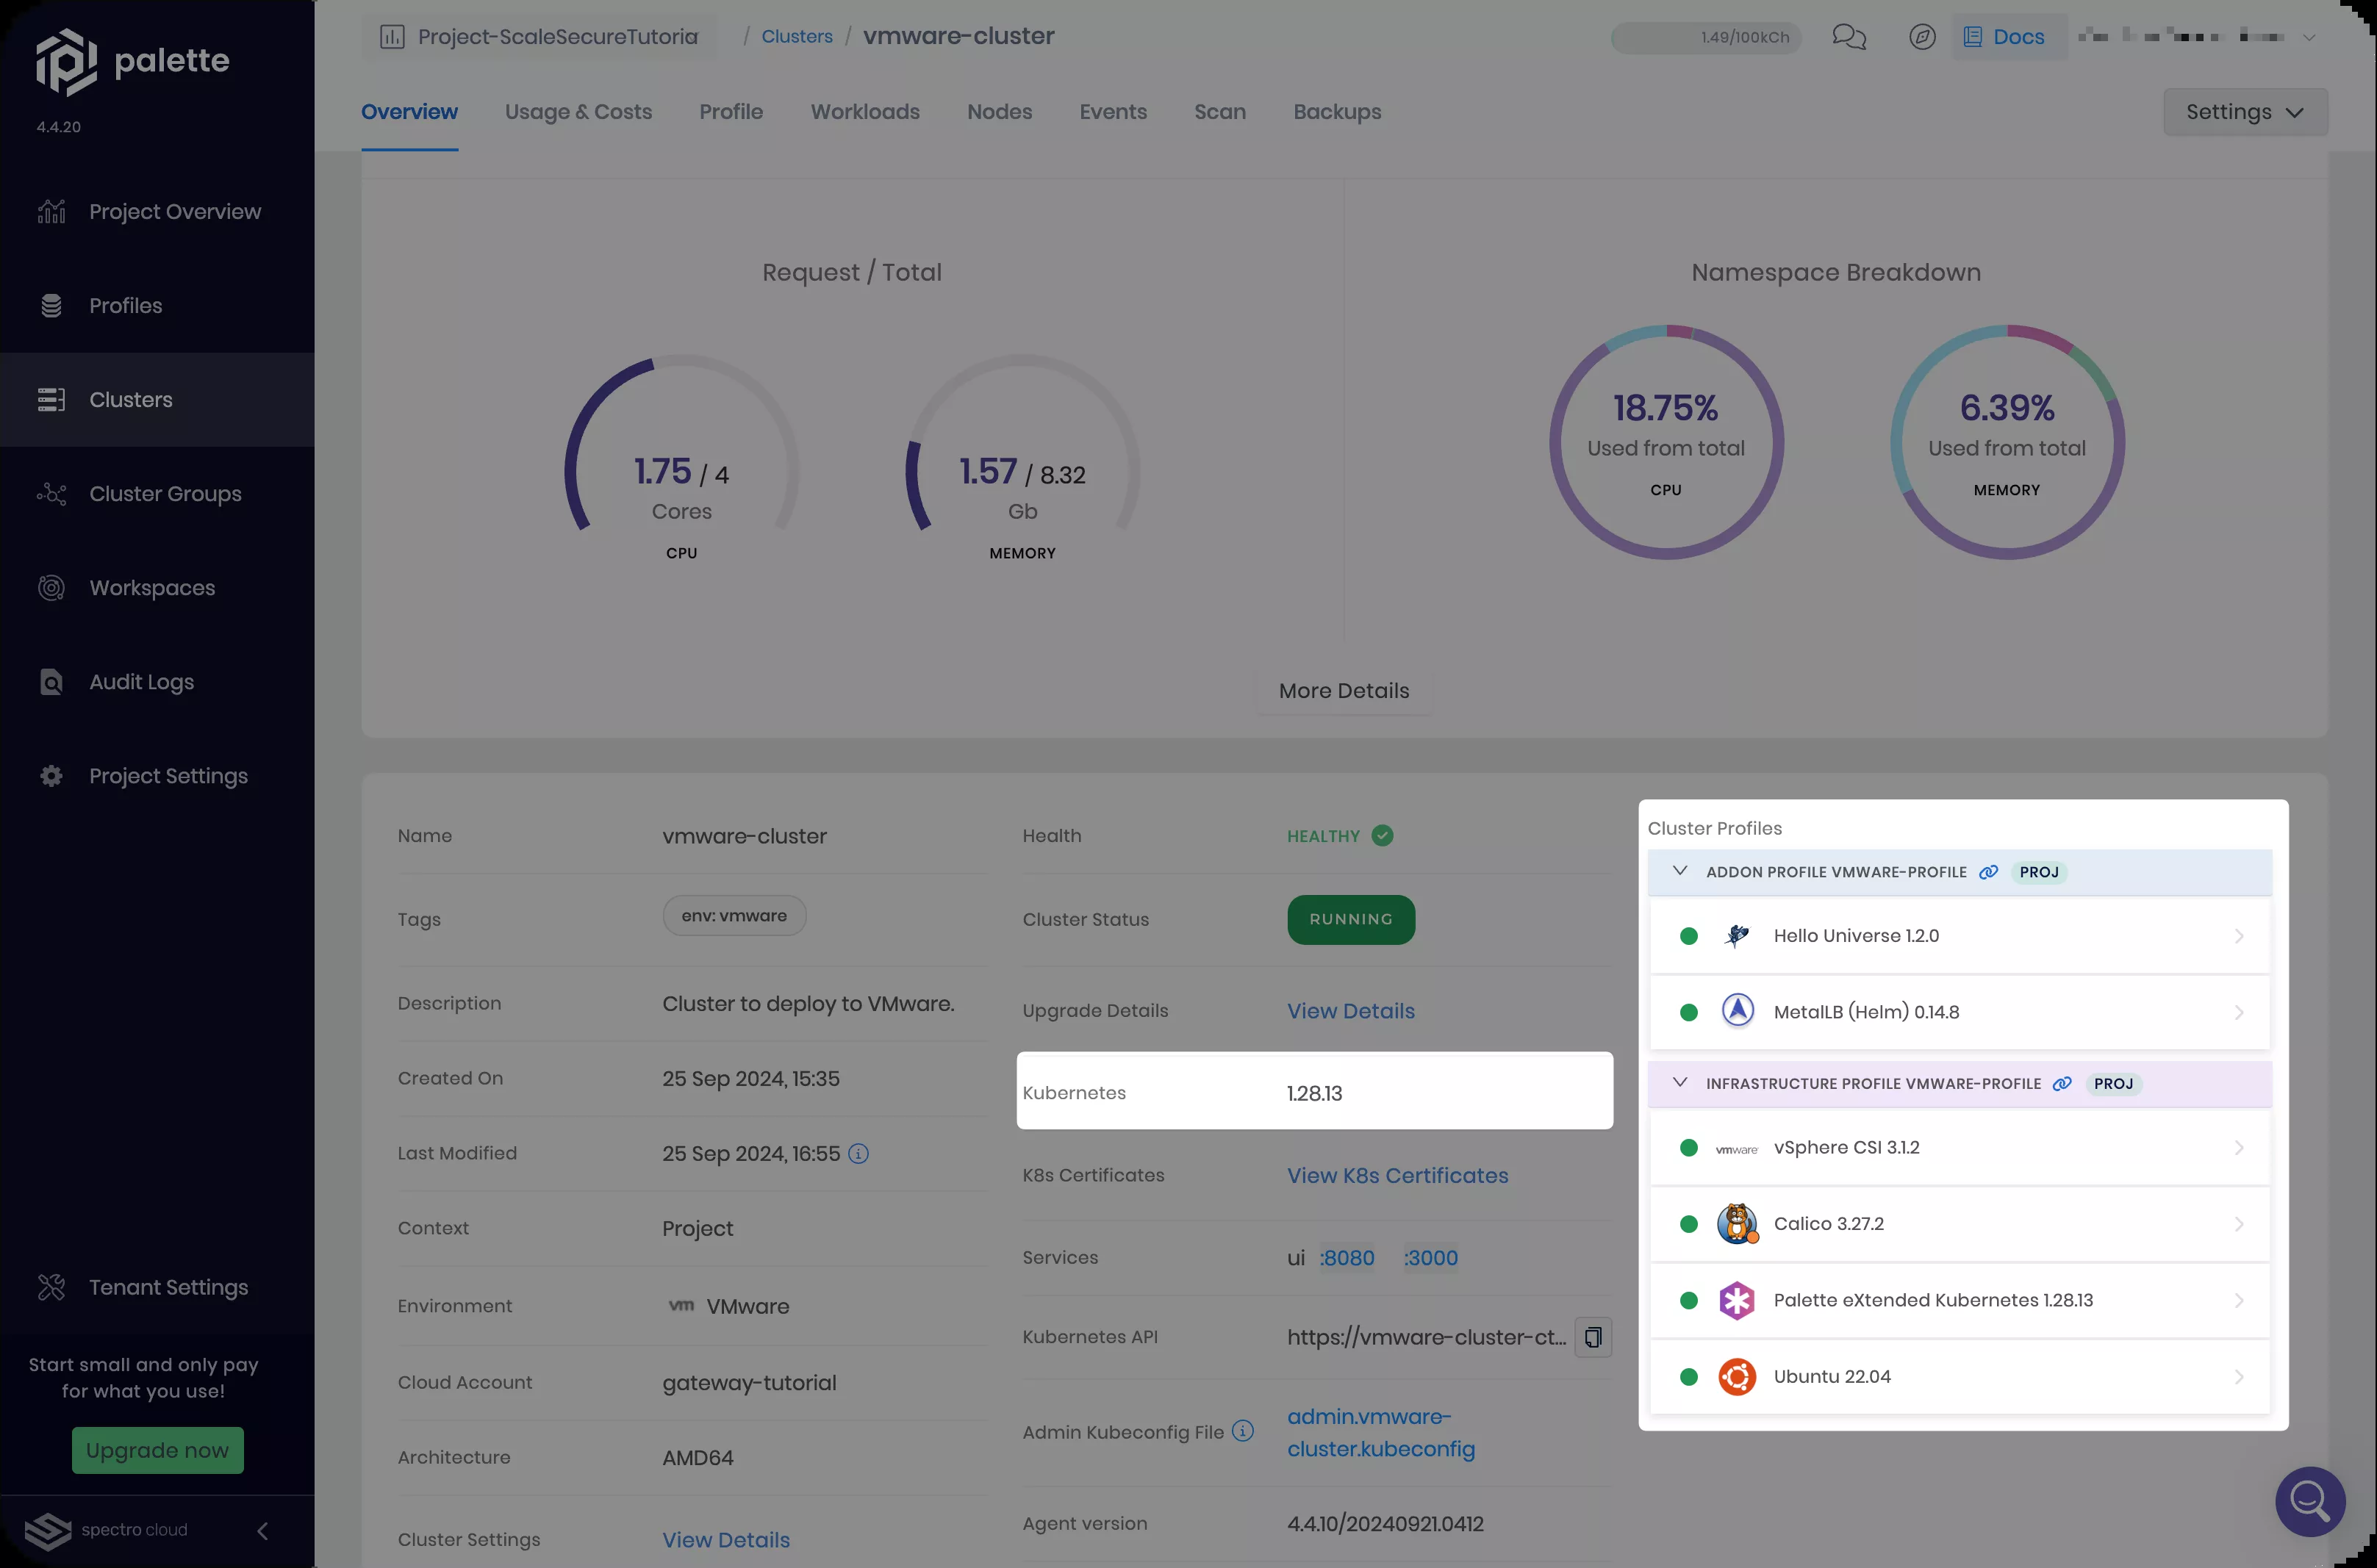 palette
4.4.20
Project Overview
Profiles
Clusters
Cluster Groups
Workspaces
Audit Logs
Project Settings
Tenant Settings
Start small and only pay
for what you use!
Upgrade now
spectro cloud
Project-ScaleSecureTutoria
/ Clusters / vmware-cluster
1.49/100kCh
Docs
Overview
Usage & Costs
Profile
Workloads
Nodes
Events
Scan
Backups
Settings
Request / Total
1.75 / 4
Cores
CPU
1.57 / 8.32
Gb
MEMORY
Namespace Breakdown
18.75%
Used from total
CPU
6.39%
Used from total
MEMORY
More Details
Name vmware-cluster
Tags env: vmware
Description Cluster to deploy to VMware.
Created On 25 Sep 2024, 15:35
Last Modified 25 Sep 2024, 16:55
Context Project
Environment vm VMware
Cloud Account gateway-tutorial
Architecture AMD64
Cluster Settings View Details
Health HEALTHY
Cluster Status RUNNING
Upgrade Details View Details
Kubernetes 1.28.13
K8s Certificates View K8s Certificates
Services ui :8080 :3000
Kubernetes API https://vmware-cluster-ct...
Admin Kubeconfig File admin.vmware-
cluster.kubeconfig
Agent version 4.4.10/20240921.0412
Cluster Profiles
ADDON PROFILE VMWARE-PROFILE PROJ
Hello Universe 1.2.0
MetalLB (Helm) 0.14.8
INFRASTRUCTURE PROFILE VMWARE-PROFILE PROJ
vmware vSphere CSI 3.1.2
Calico 3.27.2
Palette eXtended Kubernetes 1.28.13
Ubuntu 22.04